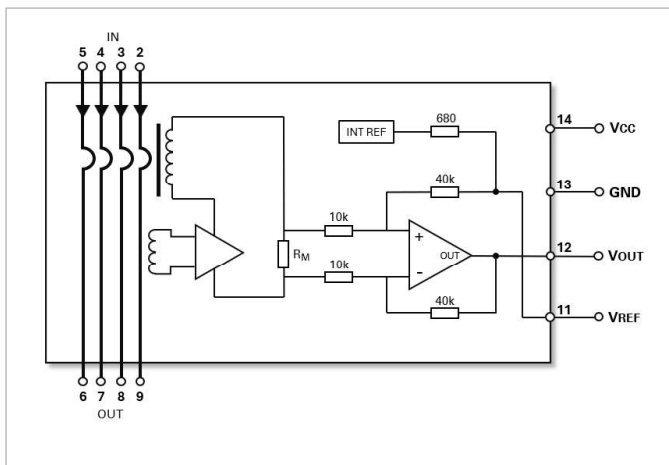 IN
5 4 3 2
680
14
VCC
INT REF
40k
13
GND
10k
+
OUT
12
VOUT
RM
10k
-
40k
11
VREF
6 7 8 9
OUT